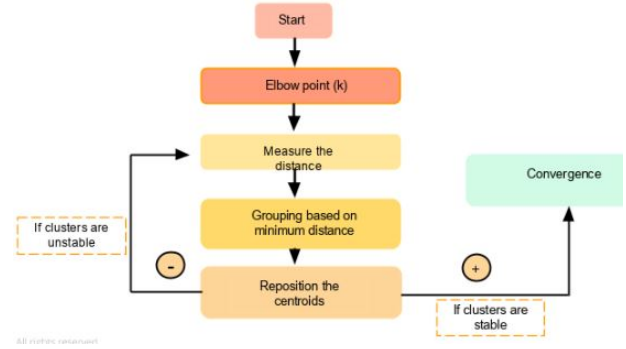 Start
Elbow point (k)
Measure the
distance
Convergence
Grouping based on
minimum distance
If clusters are
unstable
-
+
Reposition the
centroids
If clusters are
stable
All rights reserved